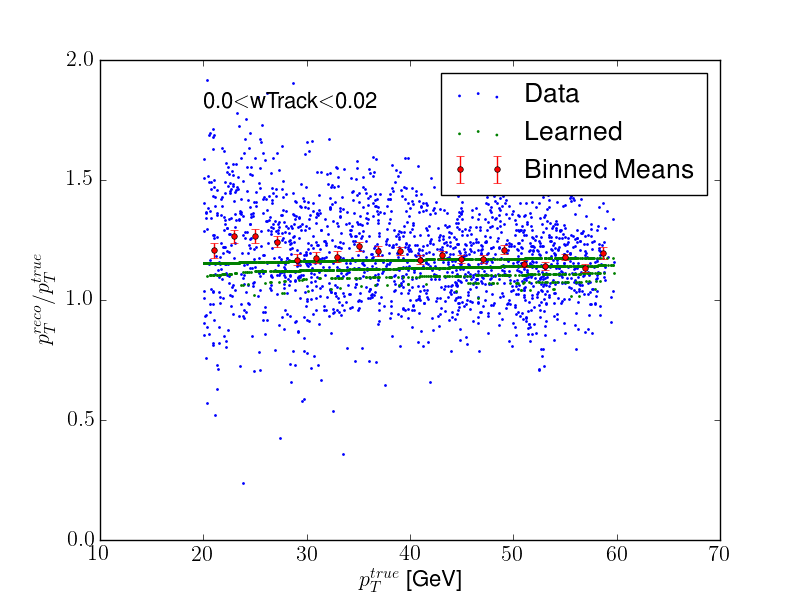 2.0
1.5
1.0
0.5
0.0
p_T^{reco}/p_T^{true}
0.0<wTrack<0.02
Data
Learned
Binned Means
10 20 30 40 50 60 70
p_T^{true} [GeV]